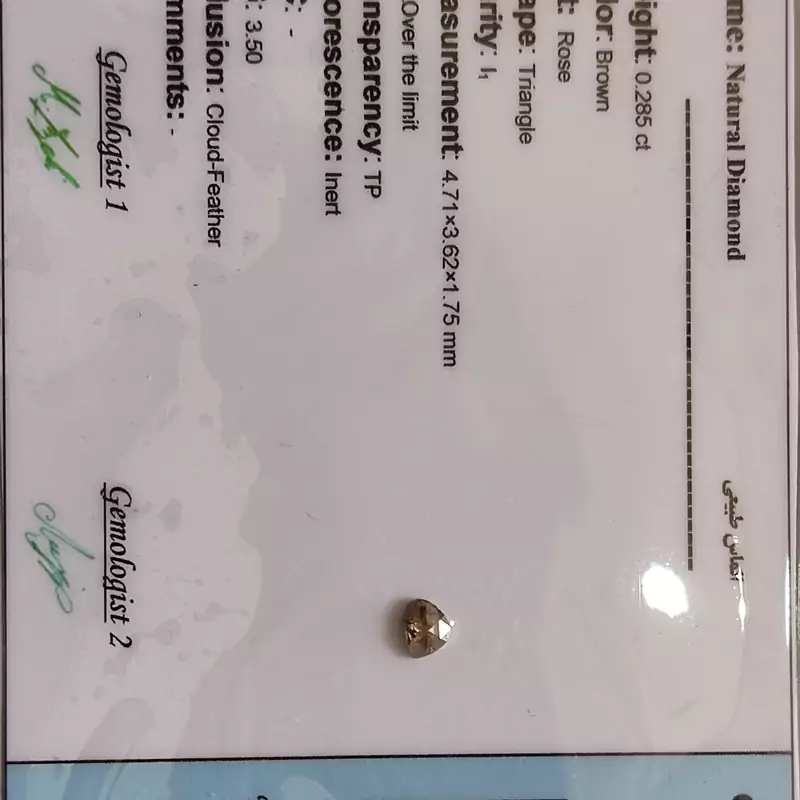 me: Natural Diamond
الماس طبیعی
ight: 0.285 ct
lor: Brown
t: Rose
ape: Triangle
rity: I₁
asurement: 4.71×3.62×1.75 mm
.Over the limit
nsparency: TP
orescence: Inert
: -
: 3.50
lusion: Cloud-Feather
mments: -
Gemologist 1
Gemologist 2